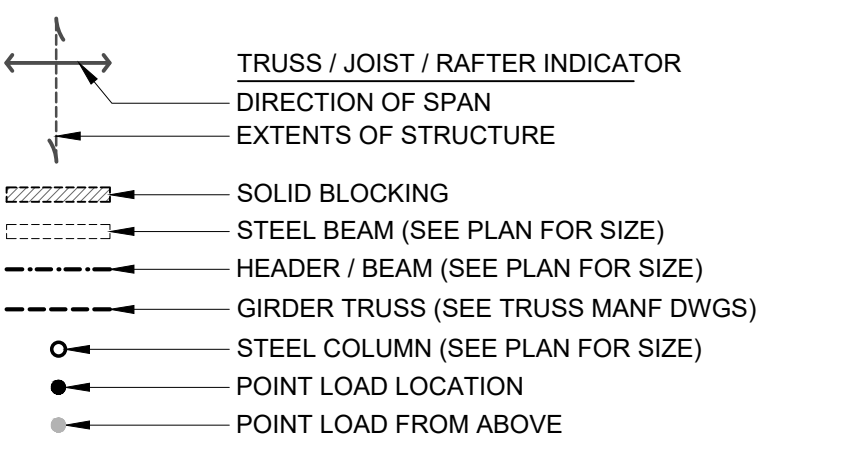 TRUSS / JOIST / RAFTER INDICATOR
DIRECTION OF SPAN
EXTENTS OF STRUCTURE
SOLID BLOCKING
STEEL BEAM (SEE PLAN FOR SIZE)
HEADER / BEAM (SEE PLAN FOR SIZE)
GIRDER TRUSS (SEE TRUSS MANF DWGS)
STEEL COLUMN (SEE PLAN FOR SIZE)
POINT LOAD LOCATION
POINT LOAD FROM ABOVE